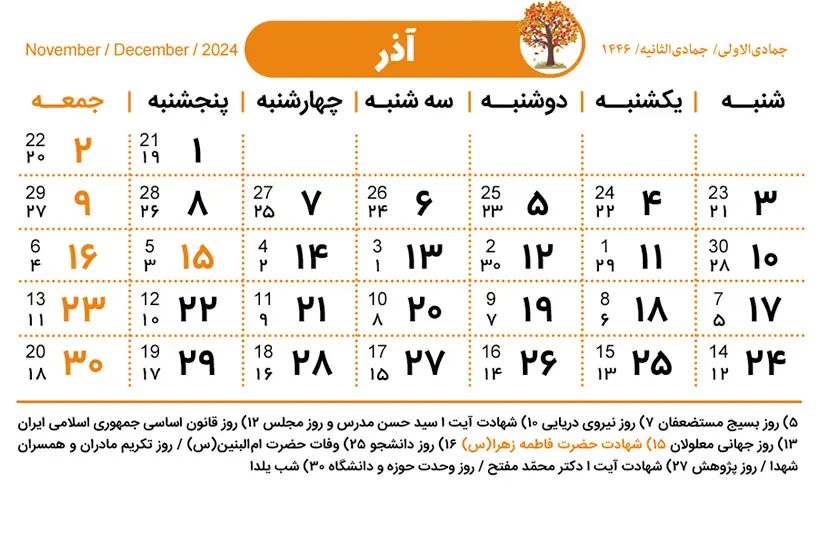 جمادی‌الاولی/ جمادی‌الثانیه/ ۱۴۴۶
آذر
November / December / 2024
شنبـــه | یکشنبـــه | دوشنبـــه | سه شنبـه | چهارشنبه | پنجشنبه | جمعــه
۱ 21 ۱۹ ۲ 22 ۲۰
۳ 23 ۲۱ ۴ 24 ۲۲ ۵ 25 ۲۳ ۶ 26 ۲۴ ۷ 27 ۲۵ ۸ 28 ۲۶ ۹ 29 ۲۷
۱۰ 30 ۲۸ ۱۱ 1 ۲۹ ۱۲ 2 ۳۰ ۱۳ 3 ۱ ۱۴ 4 ۲ ۱۵ 5 ۳ ۱۶ 6 ۴
۱۷ 7 ۵ ۱۸ 8 ۶ ۱۹ 9 ۷ ۲۰ 10 ۸ ۲۱ 11 ۹ ۲۲ 12 ۱۰ ۲۳ 13 ۱۱
۲۴ 14 ۱۲ ۲۵ 15 ۱۳ ۲۶ 16 ۱۴ ۲۷ 17 ۱۵ ۲۸ 18 ۱۶ ۲۹ 19 ۱۷ ۳۰ 20 ۱۸
۵) روز بسیج مستضعفان ۷) روز نیروی دریایی ۱۰) شهادت آیت ا سید حسن مدرس و روز مجلس ۱۲) روز قانون اساسی جمهوری اسلامی ایران
۱۳) روز جهانی معلولان ۱۵) شهادت حضرت فاطمه زهرا(س) ۱۶) روز دانشجو ۲۵) وفات حضرت ام‌البنین(س) / روز تکریم مادران و همسران
شهدا / روز پژوهش ۲۷) شهادت آیت ا دکتر محمّد مفتح / روز وحدت حوزه و دانشگاه ۳۰) شب یلدا